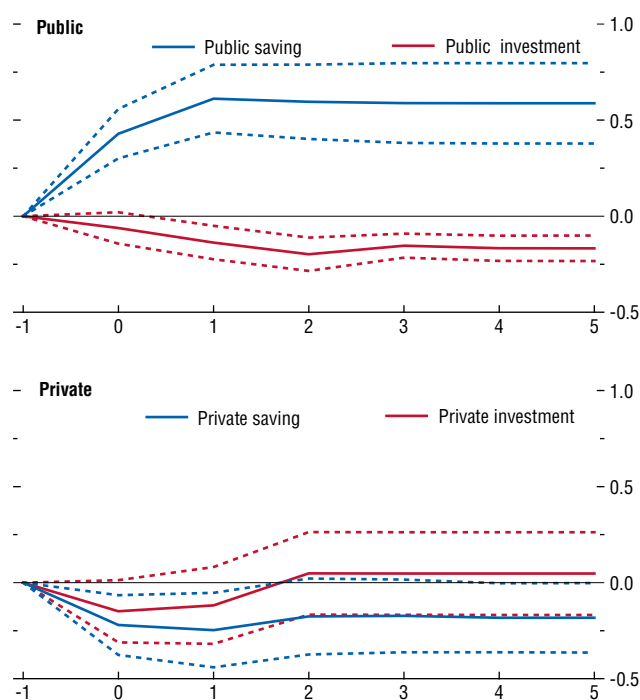 Public
Public saving
Public investment
1.0
0.5
0.0
-0.5
-1 0 1 2 3 4 5
Private
Private saving
Private investment
1.0
0.5
0.0
-0.5
-1 0 1 2 3 4 5